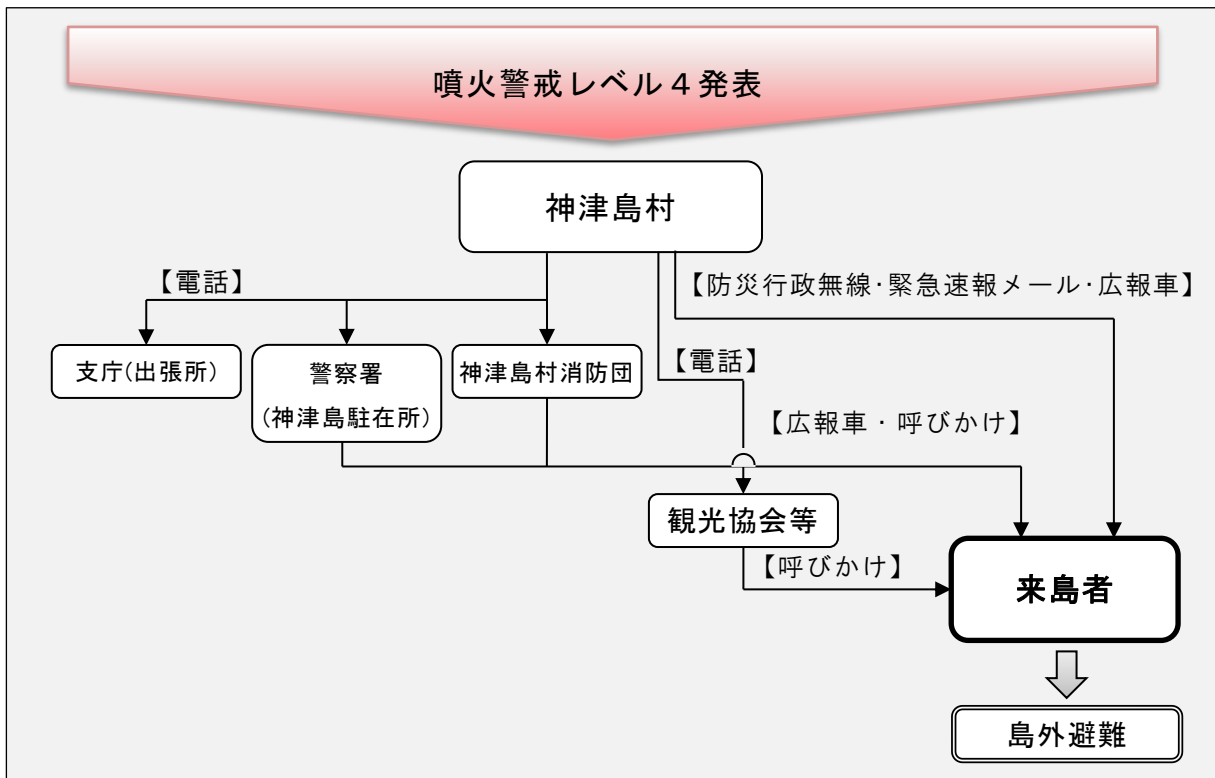 噴火警戒レベル４発表
神津島村
【電話】
【防災行政無線･緊急速報メール･広報車】
支庁(出張所)
警察署
(神津島駐在所)
神津島村消防団
【電話】
【広報車・呼びかけ】
観光協会等
【呼びかけ】
来島者
島外避難